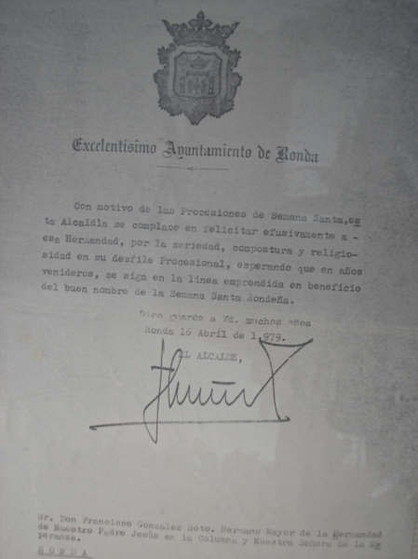 Excelentísimo Ayuntamiento de Ronda
Con motivo de las Procesiones de Semana Santa, es
ta Alcaldía se complace en felicitar efusivamente a -
esa Hermandad, por la seriedad, compostura y religio-
sidad en su desfile Procesional, esperando que en años
venideros, se siga en la línea emprendida en beneficio
del buen nombre de la Semana Santa Rondeña.
Dios guarde a Vd. muchos años
Ronda 16 Abril de 1.979.
EL ALCALDE,
Sr. Don Francisco Gonzalez Soto. Hermano Mayor de la Hermandad
de Nuestro Padre Jesús en la Columna y Nuestra Señora de la Es
peranza.
RONDA